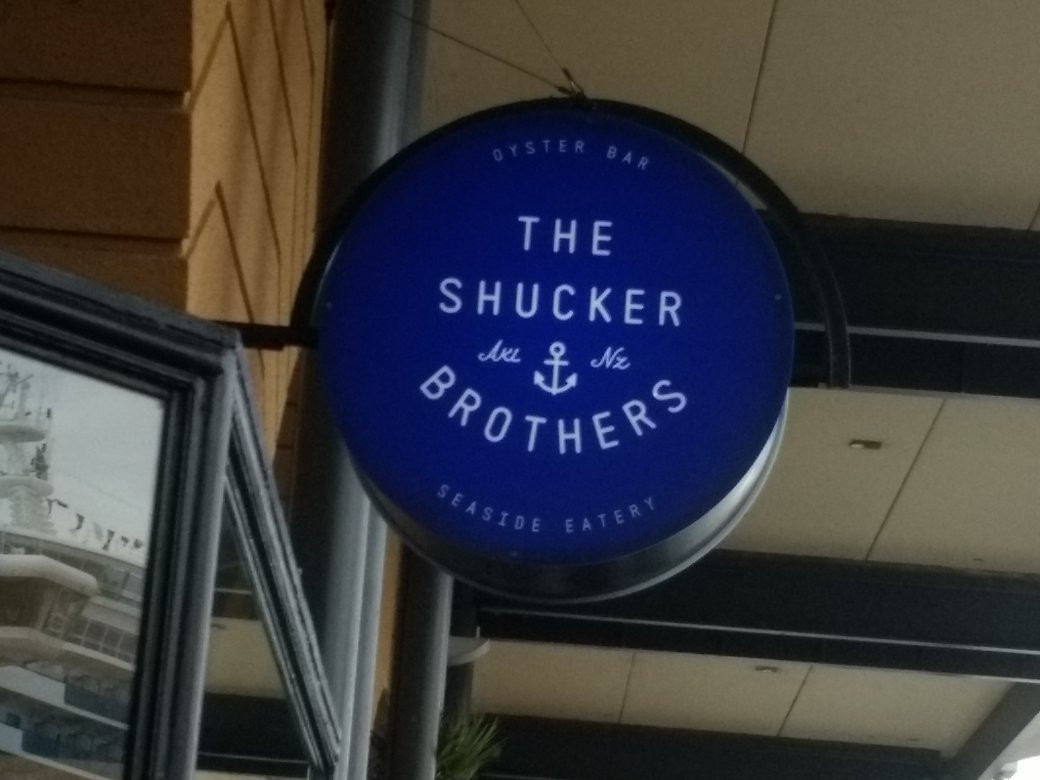 OYSTER BAR
THE
SHUCKER
AKL NZ
BROTHERS
SEASIDE EATERY